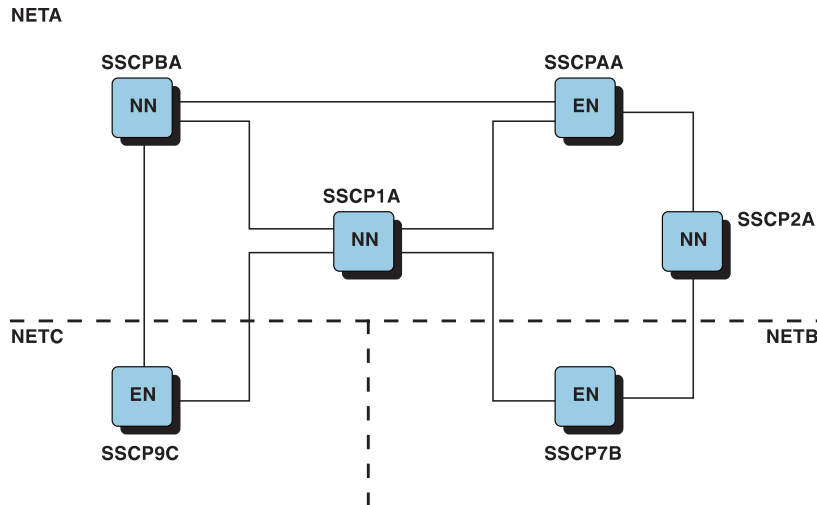 NETA
SSCPBA
SSCPAA
NN
EN
SSCP1A
NN
SSCP2A
NN
NETC
NETB
EN
EN
SSCP9C
SSCP7B